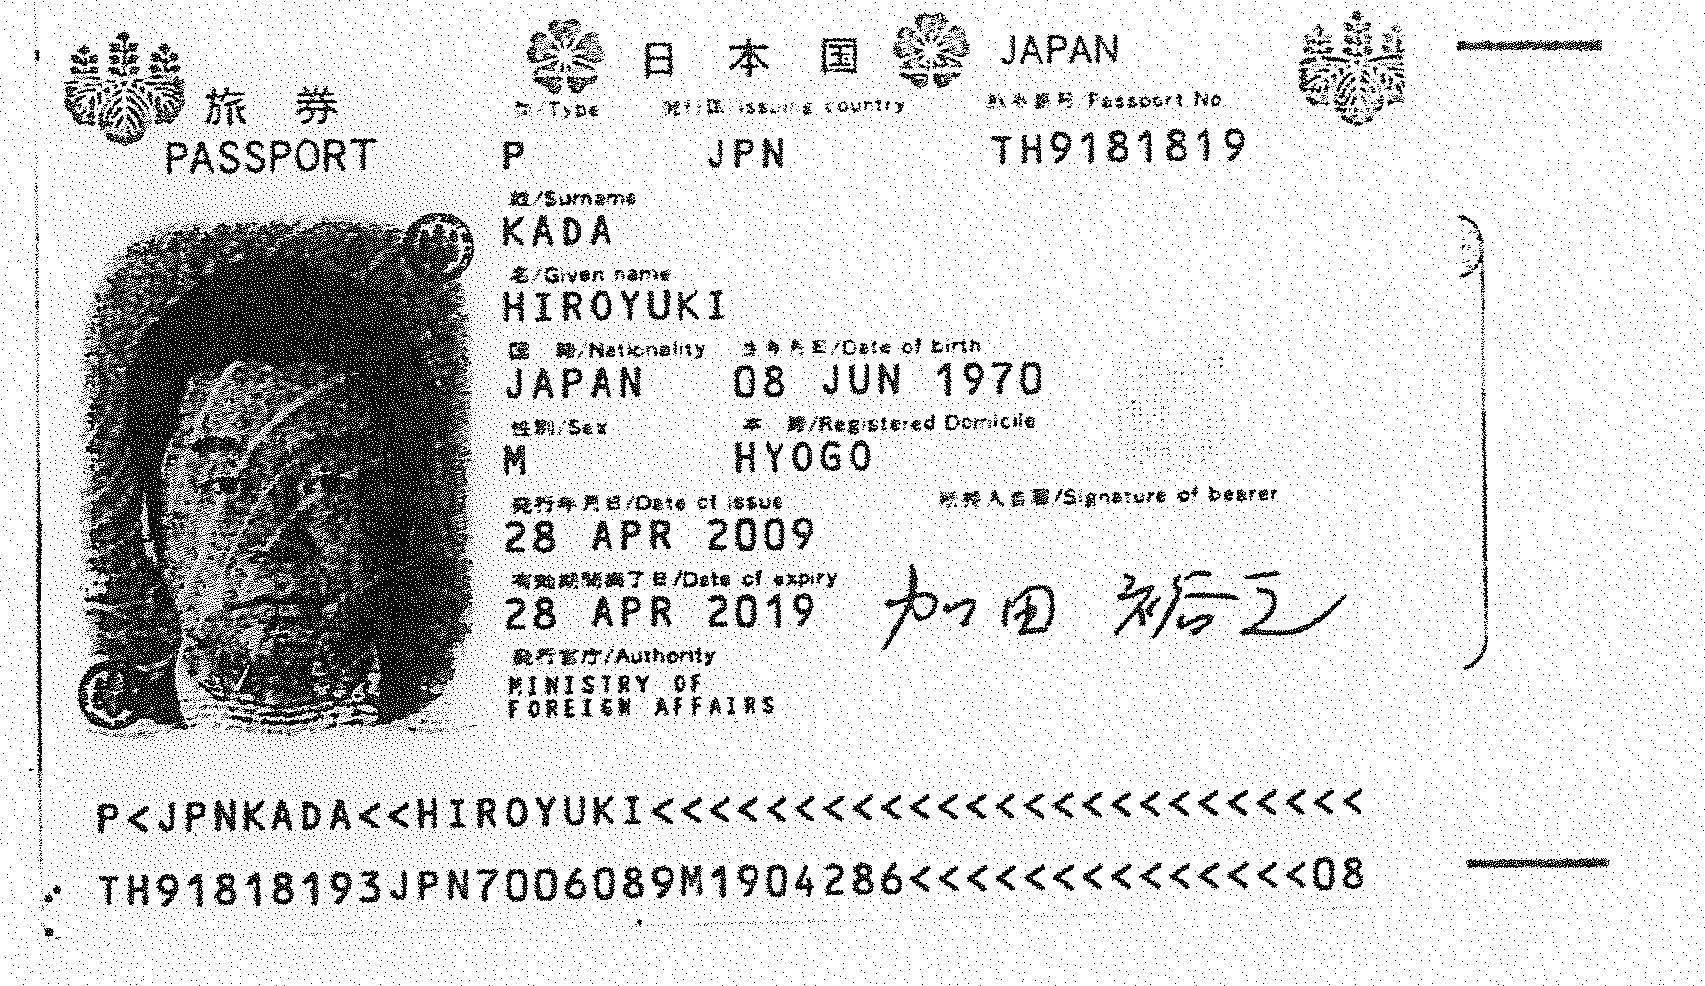 日本国 JAPAN
旅券
PASSPORT
型/Type 発行国/Issuing country 旅券番号/Passport No
P JPN TH9181819
姓/Surname
KADA
名/Given name
HIROYUKI
国 籍/Nationality 生年月日/Date of birth
JAPAN 08 JUN 1970
性別/Sex 本 籍/Registered Domicile
M HYOGO
発行年月日/Date of issue 所持人自署/Signature of bearer
28 APR 2009
有効期間満了日/Date of expiry
28 APR 2019 加田
発行官庁/Authority
MINISTRY OF
FOREIGN AFFAIRS
P<JPNKADA<<HIROYUKI<<<<<<<<<<<<<<<<<<<<<<<<<
TH91818193JPN7006089M1904286<<<<<<<<<<<<<<08